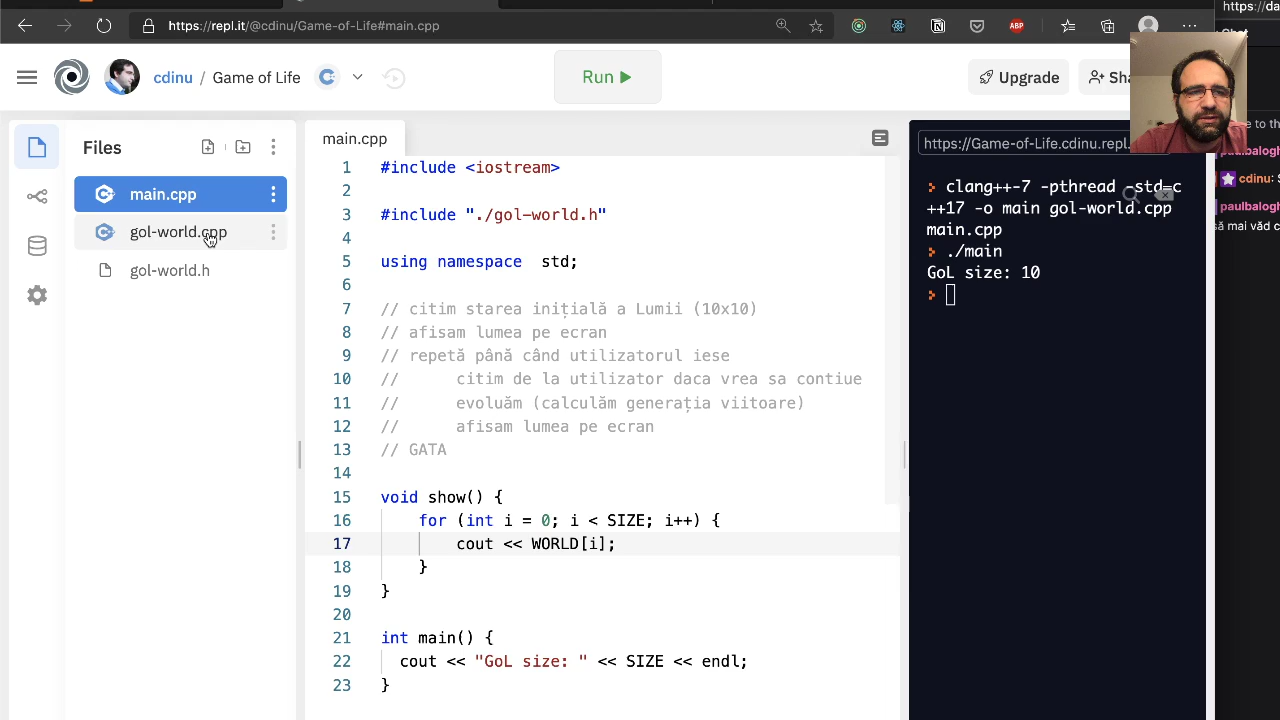 https://da
https://repl.it/@cdinu/Game-of-Life#main.cpp
ABP
cdinu / Game of Life
Run
Upgrade
Sha
Files
main.cpp
gol-world.cpp
gol-world.h
main.cpp
1 #include <iostream>
2
3 #include "./gol-world.h"
4
5 using namespace  std;
6
7 // citim starea inițială a Lumii (10x10)
8 // afisam lumea pe ecran
9 // repetă până când utilizatorul iese
10 //      citim de la utilizator daca vrea sa contiue
11 //      evoluăm (calculăm generația viitoare)
12 //      afisam lumea pe ecran
13 // GATA
14
15 void show() {
16     for (int i = 0; i < SIZE; i++) {
17         cout << WORLD[i];
18     }
19 }
20
21 int main() {
22   cout << "GoL size: " << SIZE << endl;
23 }
https://Game-of-Life.cdinu.repl.
> clang++-7 -pthread -std=c
++17 -o main gol-world.cpp
main.cpp
> ./main
GoL size: 10
>
e to the
paulbalogh
cdinu:
paulbalogh
să mai văd c